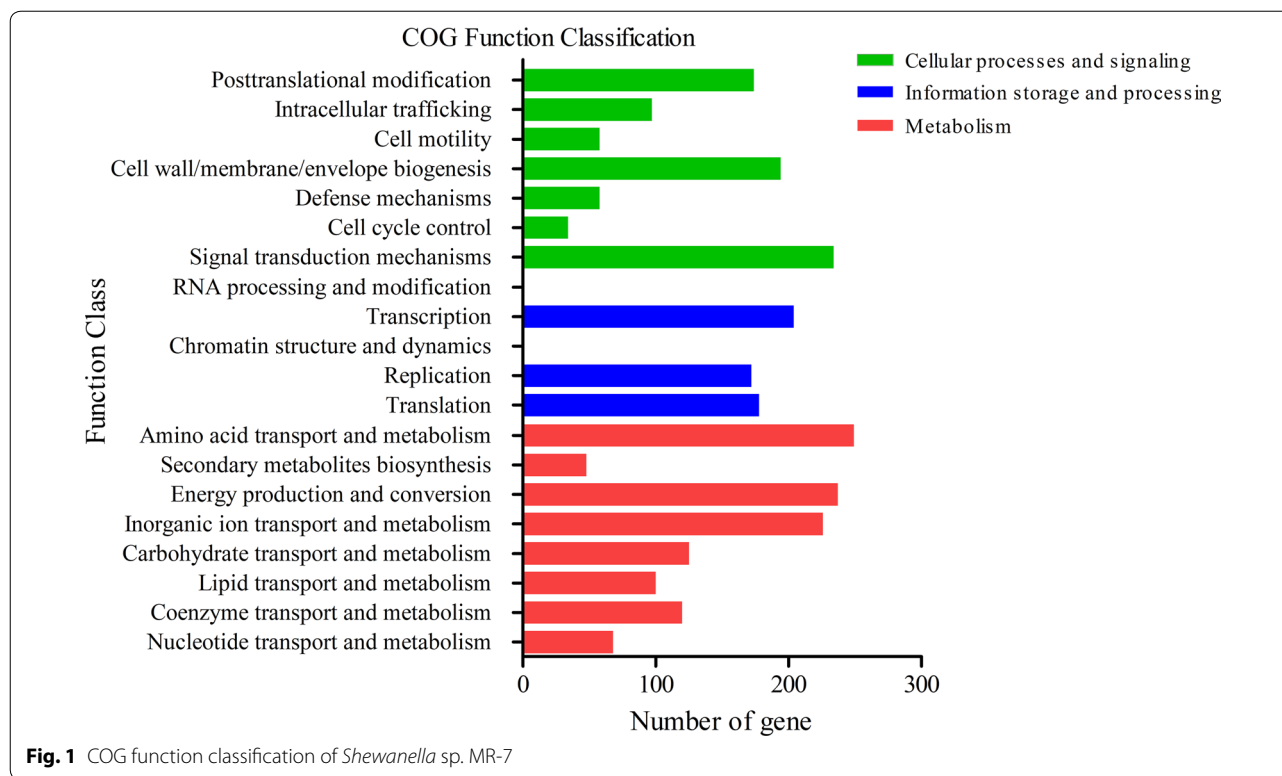 COG Function Classification
Cellular processes and signaling
Information storage and processing
Metabolism
Function Class
Posttranslational modification
Intracellular trafficking
Cell motility
Cell wall/membrane/envelope biogenesis
Defense mechanisms
Cell cycle control
Signal transduction mechanisms
RNA processing and modification
Transcription
Chromatin structure and dynamics
Replication
Translation
Amino acid transport and metabolism
Secondary metabolites biosynthesis
Energy production and conversion
Inorganic ion transport and metabolism
Carbohydrate transport and metabolism
Lipid transport and metabolism
Coenzyme transport and metabolism
Nucleotide transport and metabolism
0 100 200 300
Number of gene
Fig. 1 COG function classification of Shewanella sp. MR-7